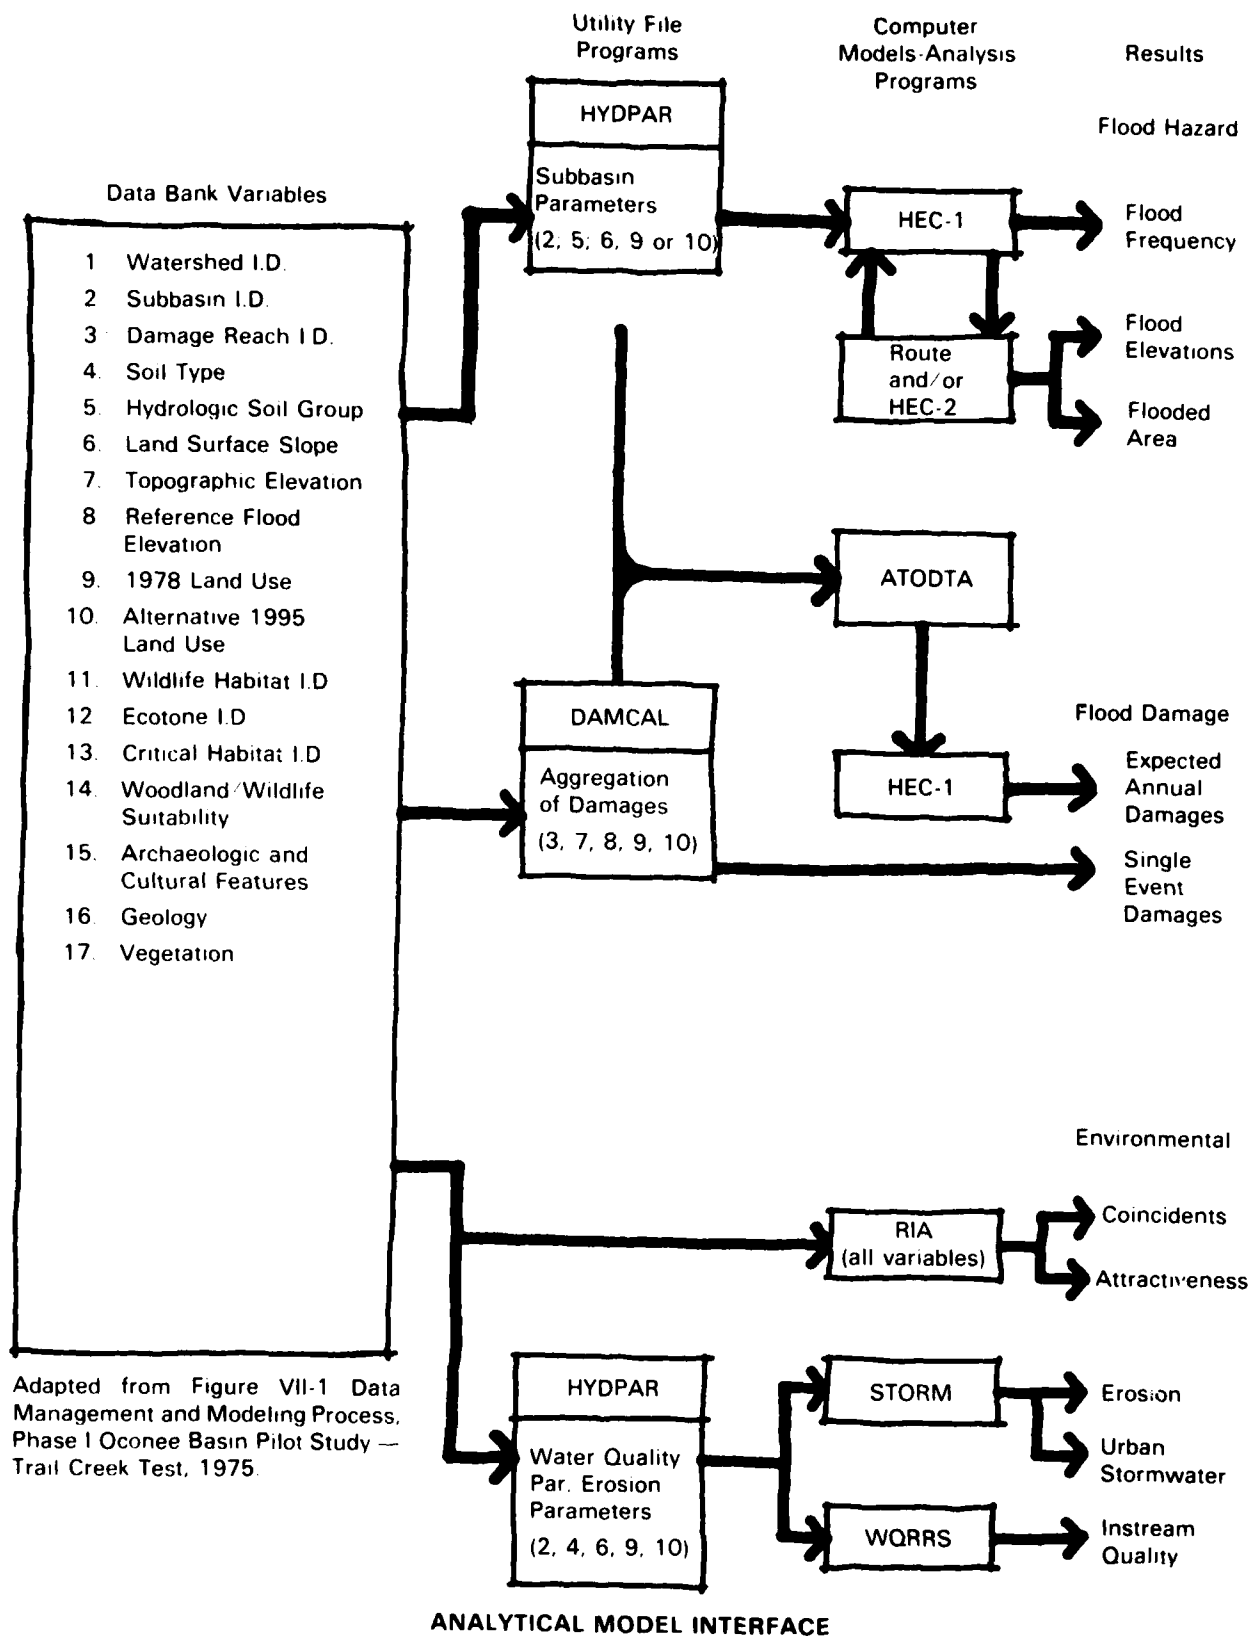 Utility File
Programs
Computer
Models-Analysis
Programs
Results
HYDPAR
Flood Hazard
Subbasin
Parameters
(2, 5; 6, 9 or 10)
HEC-1
Flood
Frequency
Route
and/or
HEC-2
Flood
Elevations
Flooded
Area
Data Bank Variables
1 Watershed I.D.
2 Subbasin I.D.
3 Damage Reach I D.
4. Soil Type
5. Hydrologic Soil Group
6. Land Surface Slope
7. Topographic Elevation
8 Reference Flood
Elevation
9. 1978 Land Use
10. Alternative 1995
Land Use
11. Wildlife Habitat I.D
12 Ecotone I.D
13. Critical Habitat I.D
14. Woodland/Wildlife
Suitability
15. Archaeologic and
Cultural Features
16. Geology
17. Vegetation
ATODTA
DAMCAL
Aggregation
of Damages
(3, 7, 8, 9, 10)
HEC-1
Flood Damage
Expected
Annual
Damages
Single
Event
Damages
Environmental
RIA
(all variables)
Coincidents
Attractiveness
HYDPAR
Water Quality
Par. Erosion
Parameters
(2, 4, 6, 9, 10)
STORM
Erosion
Urban
Stormwater
WQRRS
Instream
Quality
Adapted from Figure VII-1 Data
Management and Modeling Process,
Phase I Oconee Basin Pilot Study —
Trail Creek Test, 1975.
ANALYTICAL MODEL INTERFACE